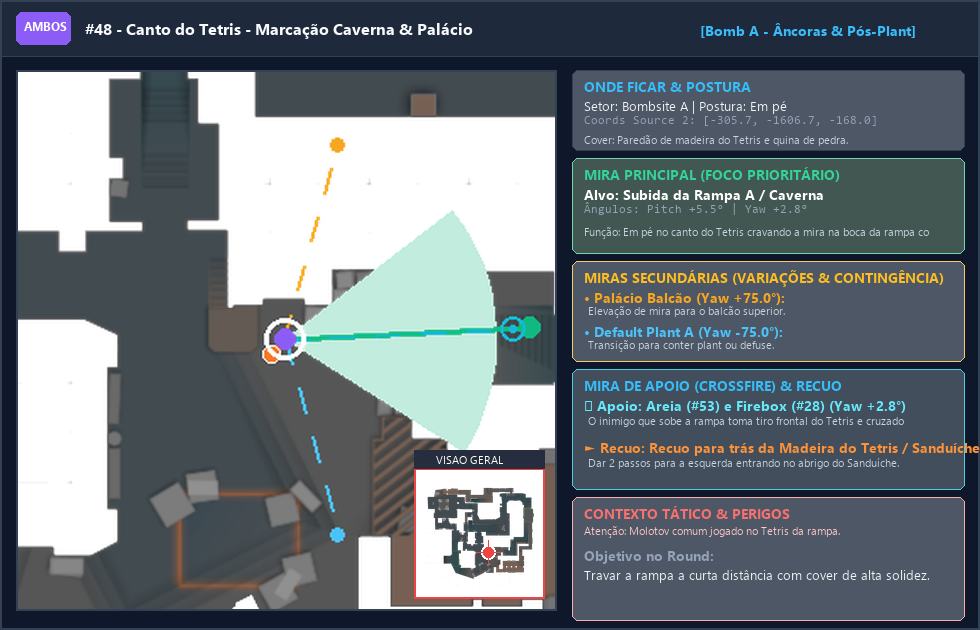 AMBOS
#48 - Canto do Tetris - Marcação Caverna & Palácio
[Bomb A - Âncoras & Pós-Plant]
ONDE FICAR & POSTURA
Setor: Bombsite A | Postura: Em pé
Coords Source 2: [-305.7, -1606.7, -168.0]
Cover: Paredão de madeira do Tetris e quina de pedra.
MIRA PRINCIPAL (FOCO PRIORITÁRIO)
Alvo: Subida da Rampa A / Caverna
Ângulos: Pitch +5.5° | Yaw +2.8°
Função: Em pé no canto do Tetris cravando a mira na boca da rampa co
MIRAS SECUNDÁRIAS (VARIAÇÕES & CONTINGÊNCIA)
• Palácio Balcão (Yaw +75.0°):
Elevação de mira para o balcão superior.
• Default Plant A (Yaw -75.0°):
Transição para conter plant ou defuse.
MIRA DE APOIO (CROSSFIRE) & RECUO
Apoio: Areia (#53) e Firebox (#28) (Yaw +2.8°)
O inimigo que sobe a rampa toma tiro frontal do Tetris e cruzado
► Recuo: Recuo para trás da Madeira do Tetris / Sanduíche
Dar 2 passos para a esquerda entrando no abrigo do Sanduiche.
CONTEXTO TÁTICO & PERIGOS
Atenção: Molotov comum jogado no Tetris da rampa.
Objetivo no Round:
Travar a rampa a curta distância com cover de alta solidez.
VISAO GERAL